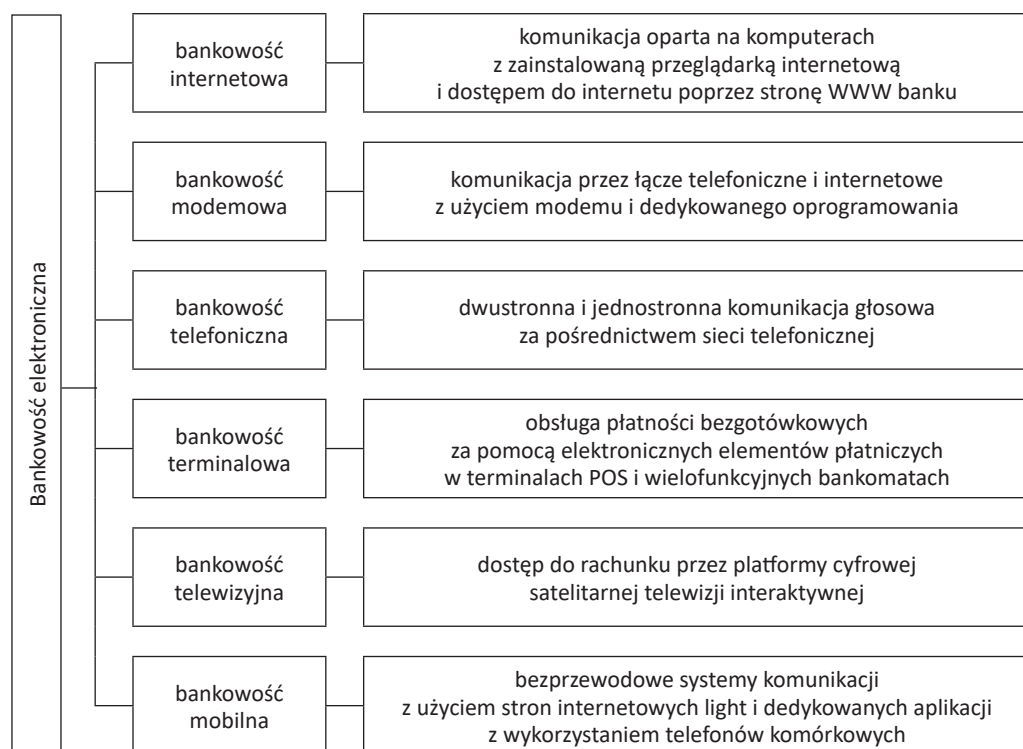 Bankowość elektroniczna
bankowość
internetowa
komunikacja oparta na komputerach
z zainstalowaną przeglądarką internetową
i dostępem do internetu poprzez stronę WWW banku
bankowość
modemowa
komunikacja przez łącze telefoniczne i internetowe
z użyciem modemu i dedykowanego oprogramowania
bankowość
telefoniczna
dwustronna i jednostronna komunikacja głosowa
za pośrednictwem sieci telefonicznej
bankowość
terminalowa
obsługa płatności bezgotówkowych
za pomocą elektronicznych elementów płatniczych
w terminalach POS i wielofunkcyjnych bankomatach
bankowość
telewizyjna
dostęp do rachunku przez platformy cyfrowej
satelitarnej telewizji interaktywnej
bankowość
mobilna
bezprzewodowe systemy komunikacji
z użyciem stron internetowych light i dedykowanych aplikacji
z wykorzystaniem telefonów komórkowych